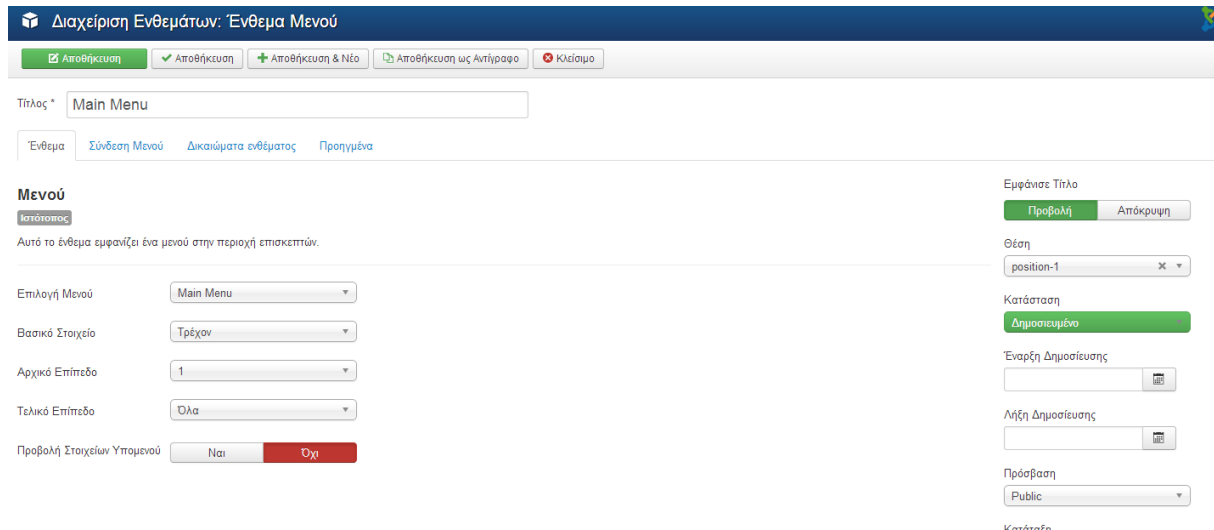 Διαχείριση Ενθεμάτων: Ένθεμα Μενού
Αποθήκευση Αποθήκευση Αποθήκευση & Νέο Αποθήκευση ως Αντίγραφο Κλείσιμο
Τίτλος * Main Menu
Ένθεμα Σύνδεση Μενού Δικαιώματα ενθέματος Προηγμένα
Μενού
Ιστότοπος
Αυτό το ένθεμα εμφανίζει ένα μενού στην περιοχή επισκεπτών.
Επιλογή Μενού Main Menu
Βασικό Στοιχείο Τρέχον
Αρχικό Επίπεδο 1
Τελικό Επίπεδο Όλα
Προβολή Στοιχείων Υπομενού Ναι Όχι
Εμφάνισε Τίτλο
Προβολή Απόκρυψη
Θέση
position-1
Κατάσταση
Δημοσιευμένο
Έναρξη Δημοσίευσης
Λήξη Δημοσίευσης
Πρόσβαση
Public
Κατάταξη